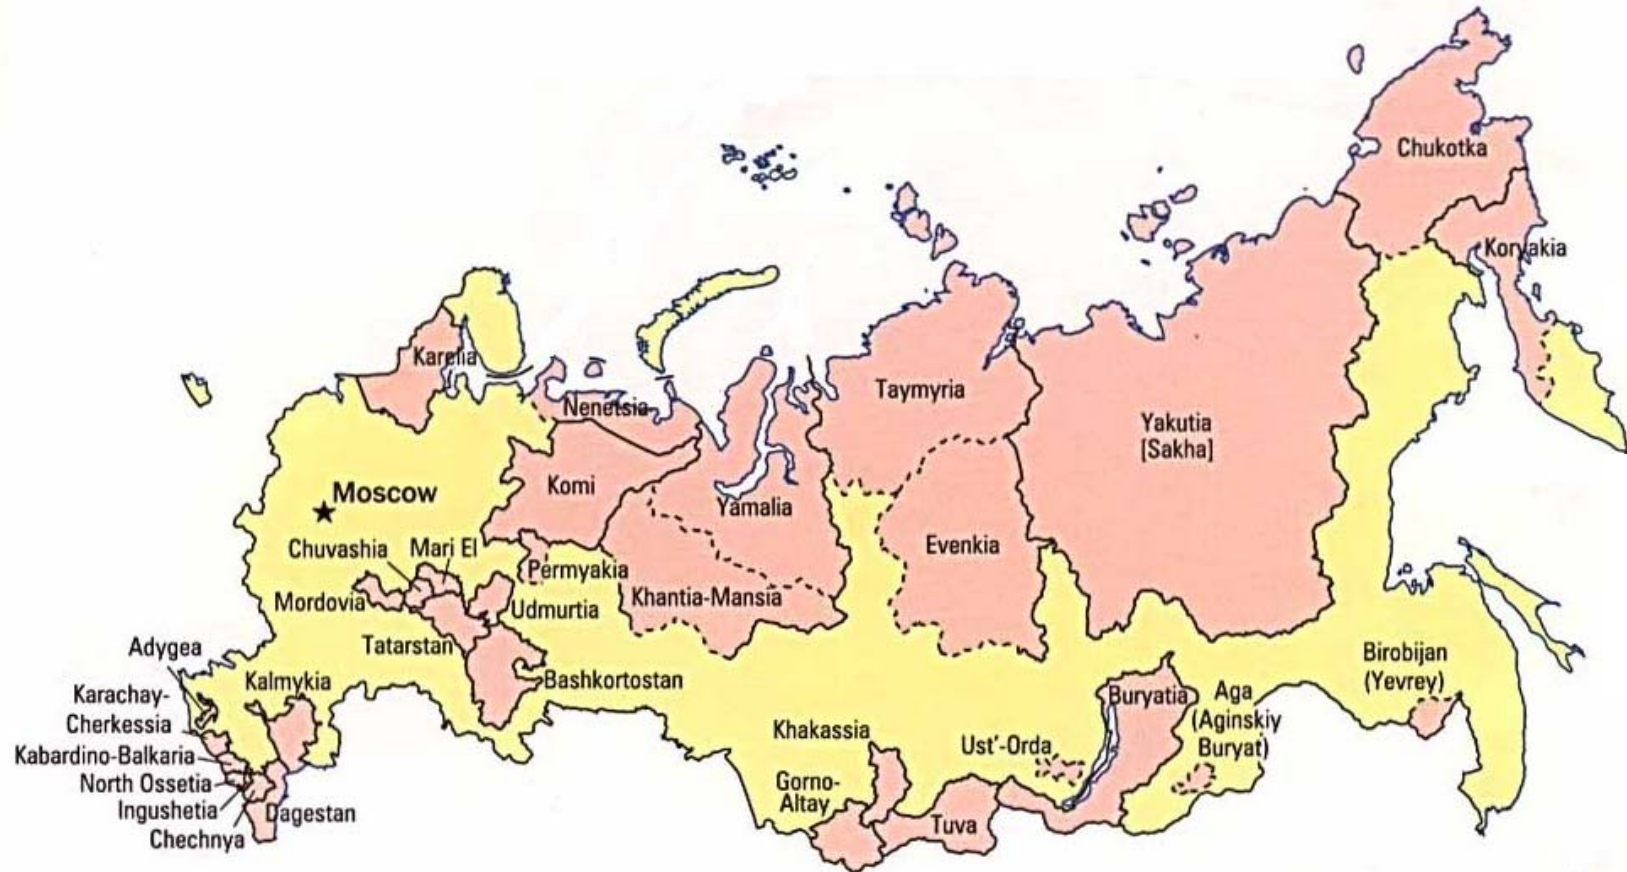 Chukotka
Koryakia
Karelia
Nenetsia
Taymyria
Yakutia
[Sakha]
Komi
Yamalia
Moscow
Evenkia
Chuvashia
Mari El
Permyakia
Khantia-Mansia
Mordovia
Udmurtia
Tatarstan
Adygea
Kalmykia
Bashkortostan
Birobijan
(Yevrey)
Karachay-
Cherkessia
Buryatia
Aga
(Aginskiy
Buryat)
Khakassia
Ust'-Orda
Kabardino-Balkaria
North Ossetia
Gorno-
Altay
Ingushetia
Dagestan
Tuva
Chechnya